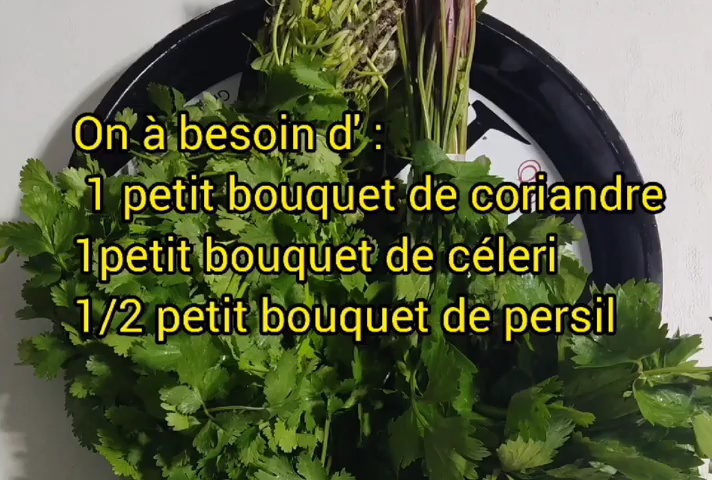 On à besoin d' :
1 petit bouquet de coriandre
1petit bouquet de céleri
1/2 petit bouquet de persil